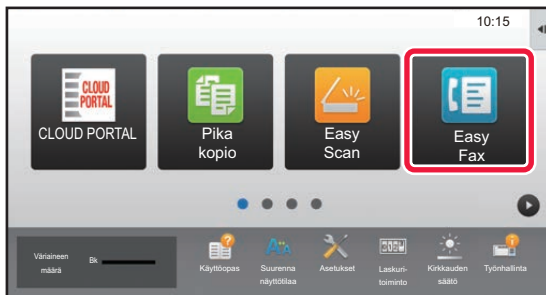 10:15
CLOUD
PORTAL
CLOUD PORTAL
Pika
kopio
Easy
Scan
Easy
Fax
Väriaineen
määrä
Bk
Käyttöopas
Suurenna
näyttötilaa
Asetukset
Laskuri-
toiminto
Kirkkauden
säätö
Työnhallinta